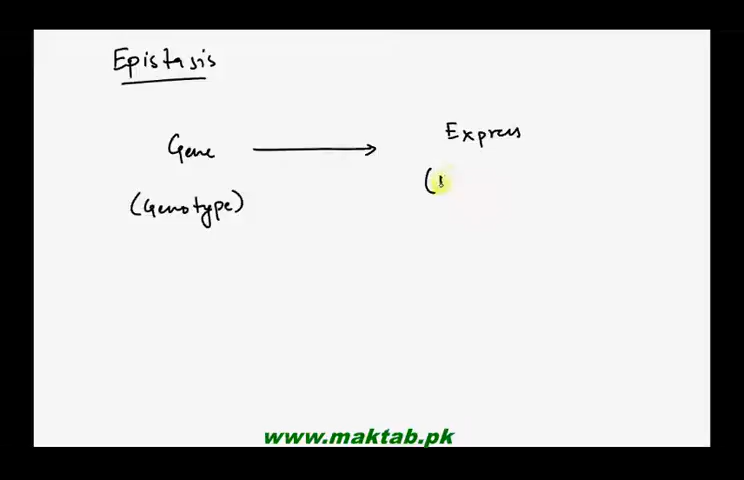 Epistasis
Gene
Express
(Genotype)
(
www.maktab.pk